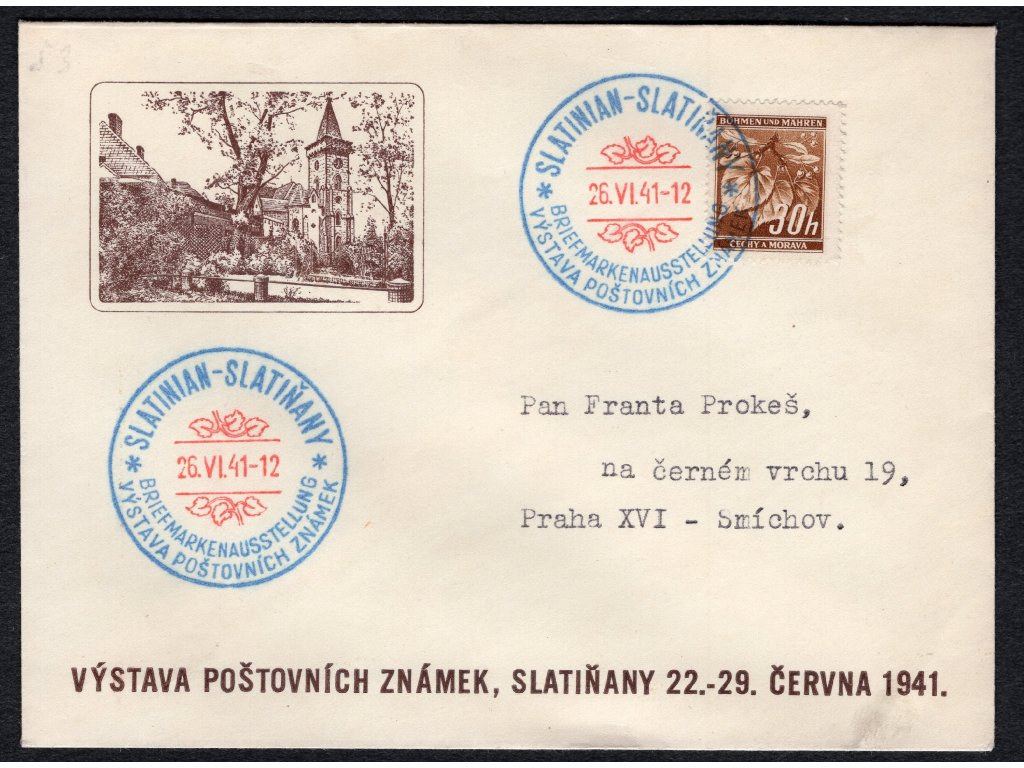 53
SLATINIAN-SLATIŇANY
26.VI.41-12
* BRIEFMARKENAUSSTELLUNG *
VÝSTAVA POŠTOVNÍCH ZNÁMEK
BÖHMEN UND MÄHREN
30h
ČECHY A MORAVA
SLATINIAN-SLATIŇANY
26.VI.41-12
* BRIEFMARKENAUSSTELLUNG *
VÝSTAVA POŠTOVNÍCH ZNÁMEK
Pan Franta Prokeš,
na černém vrchu 19,
Praha XVI - Smíchov.
VÝSTAVA POŠTOVNÍCH ZNÁMEK, SLATIŇANY 22.-29. ČERVNA 1941.